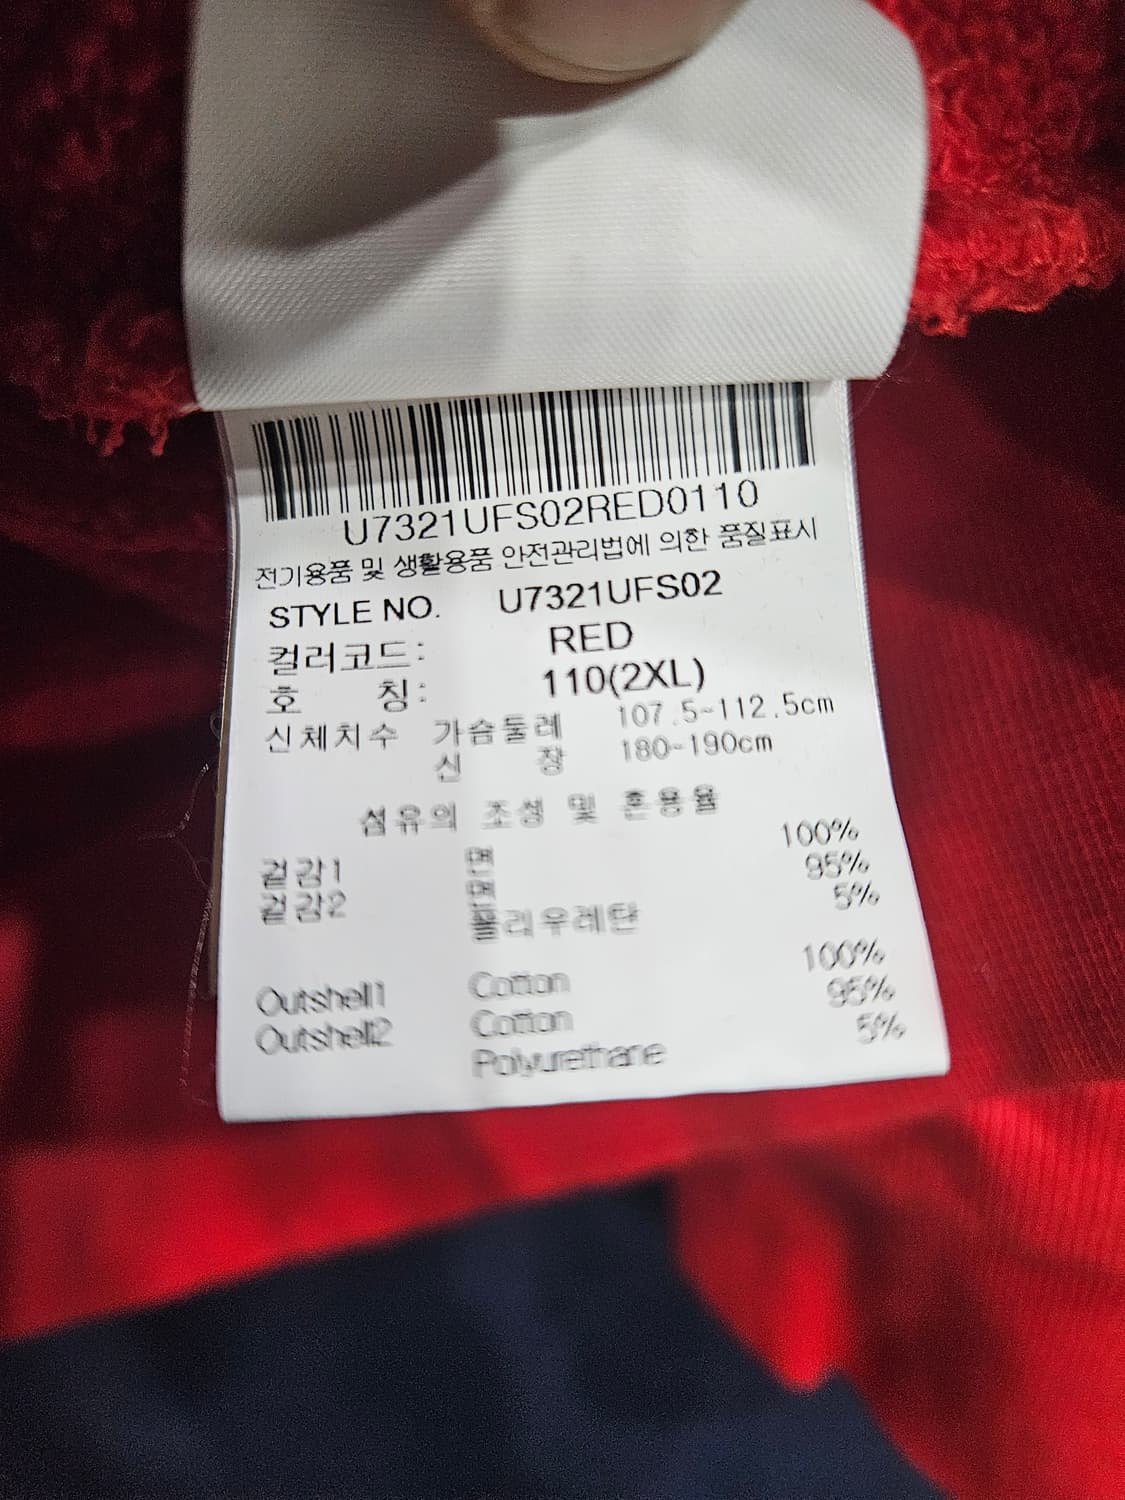 U7321UFS02RED0110
전기용품 및 생활용품 안전관리법에 의한 품질표시
STYLE NO. U7321UFS02
컬러코드: RED
호 칭: 110(2XL)
신체치수 가슴둘레 107.5~112.5cm
신 장 180-190cm
섬유의 조성 및 혼용율
겉감1 면 100%
겉감2 면 95%
폴리우레탄 5%
Outshell1 Cotton 100%
Outshell2 Cotton 95%
Polyurethane 5%